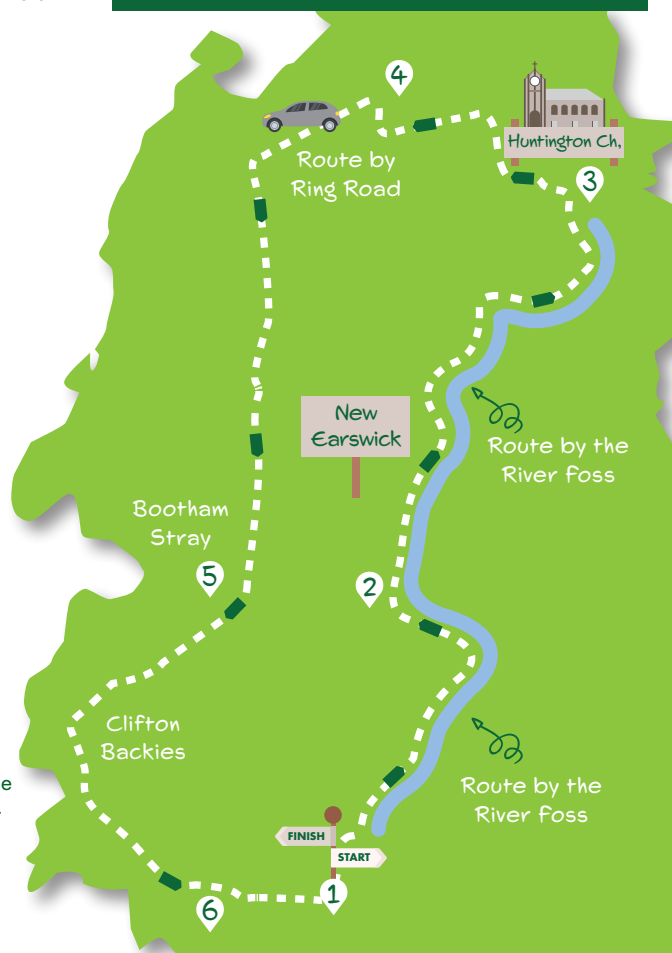 4
Huntington Ch,
Route by
Ring Road
3
New
Earswick
Route by the
River Foss
Bootham
Stray
5
2
Clifton
Backies
e
Route by the
River Foss
FINISH
START
1
6